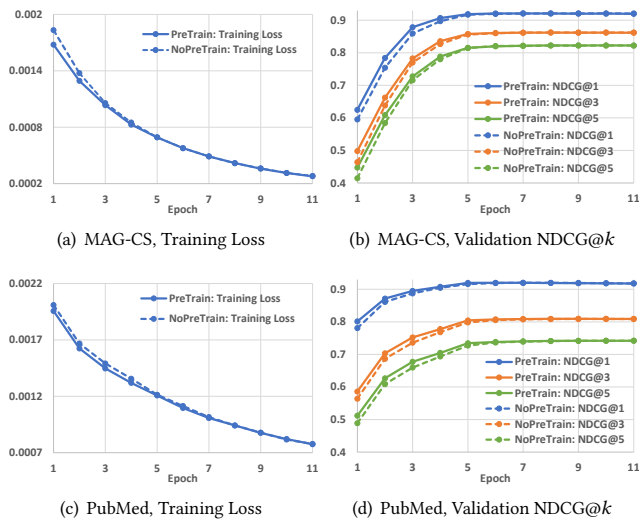 0.002
0.0014
0.0008
0.0002
PreTrain: Training Loss
NoPreTrain: Training Loss
1 3 5 7 9 11
Epoch
(a) MAG-CS, Training Loss
0.9
0.8
0.7
0.6
0.5
0.4
PreTrain: NDCG@1
PreTrain: NDCG@3
PreTrain: NDCG@5
NoPreTrain: NDCG@1
NoPreTrain: NDCG@3
NoPreTrain: NDCG@5
1 3 5 7 9 11
Epoch
(b) MAG-CS, Validation NDCG@k
0.0022
0.0017
0.0012
0.0007
PreTrain: Training Loss
NoPreTrain: Training Loss
1 3 5 7 9 11
Epoch
(c) PubMed, Training Loss
0.9
0.8
0.7
0.6
0.5
0.4
PreTrain: NDCG@1
PreTrain: NDCG@3
PreTrain: NDCG@5
NoPreTrain: NDCG@1
NoPreTrain: NDCG@3
NoPreTrain: NDCG@5
1 3 5 7 9 11
Epoch
(d) PubMed, Validation NDCG@k